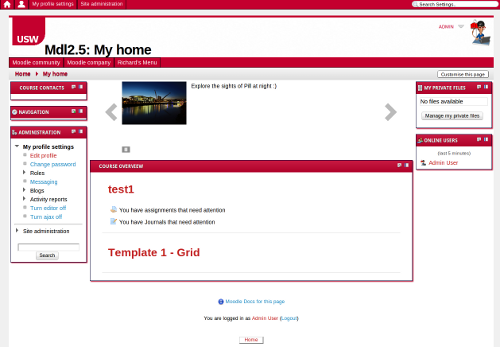 My profile settings Site administration Search Settings..
USW
ADMIN
Mdl2.5: My home
Moodle community Moodle company Richard's Menu
Home My home Customise this page
COURSE CONTACTS
NAVIGATION
ADMINISTRATION
My profile settings
Edit profile
Change password
Roles
Messaging
Blogs
Activity reports
Turn editor off
Turn ajax off
Site administration
Search
Explore the sights of Pill at night :)
COURSE OVERVIEW
test1
You have assignments that need attention
You have Journals that need attention
Template 1 - Grid
MY PRIVATE FILES
No files available
Manage my private files
ONLINE USERS
(last 5 minutes)
Admin User
Moodle Docs for this page
You are logged in as Admin User (Logout)
Home